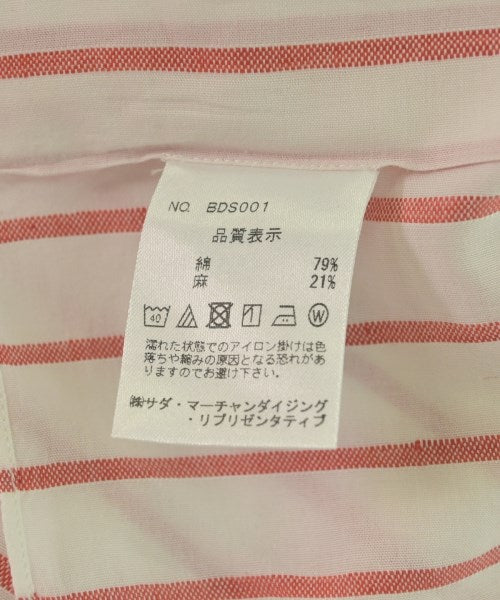 NO. BDS001
品質表示
綿 79%
麻 21%
40 W
濡れた状態でのアイロン掛けは色
落ちや縮みの原因となる恐れがあ
りますのでお避け下さい。
㈱サダ・マーチャンダイジング
・リプリゼンタティブ